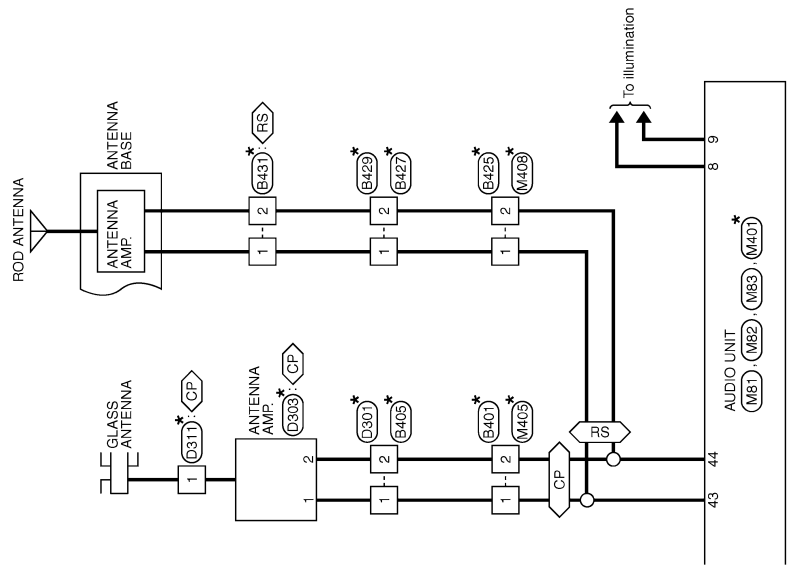 ROD ANTENNA
ANTENNA
BASE
ANTENNA
AMP.
B431 * : RS
1
2
B429 *
B427 *
1
2
B425 *
M408 *
1
2
To illumination
8
9
GLASS
ANTENNA
D311 * : CP
1
ANTENNA
AMP.
D303 * : CP
1
2
D301 *
B405 *
1
2
B401 *
M405 *
1
2
CP
RS
43
44
AUDIO UNIT
M81 , M82 , M83 , M401 *